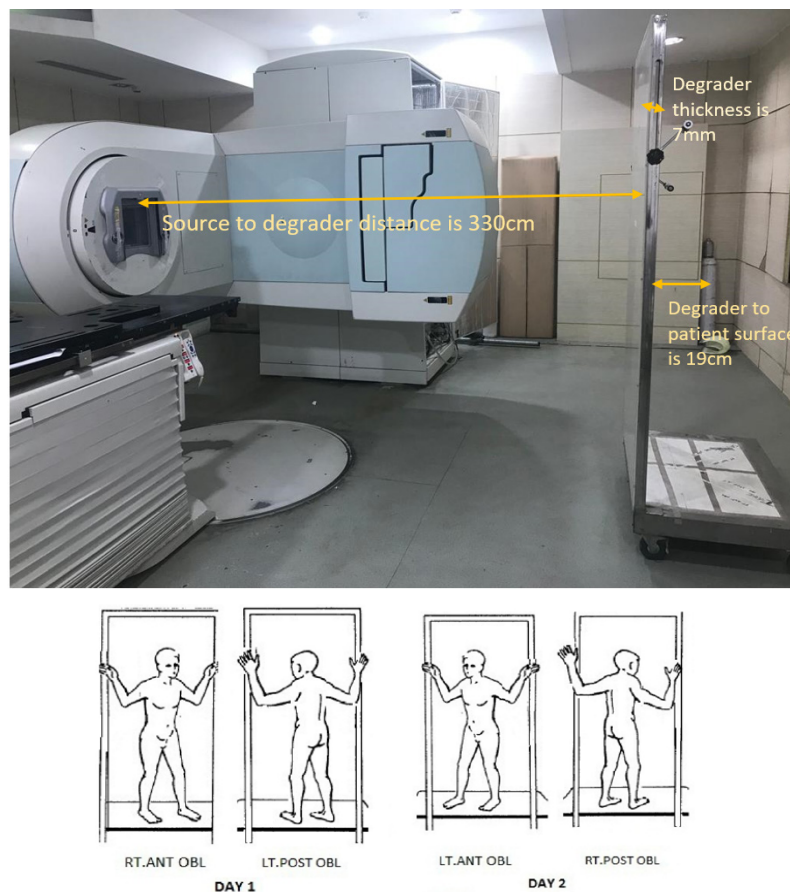 Degrader
thickness is
7mm
Source to degrader distance is 330cm
Degrader to
patient surface
is 19cm
RT.ANT OBL
LT.POST OBL
LT.ANT OBL
RT.POST OBL
DAY 1
DAY 2